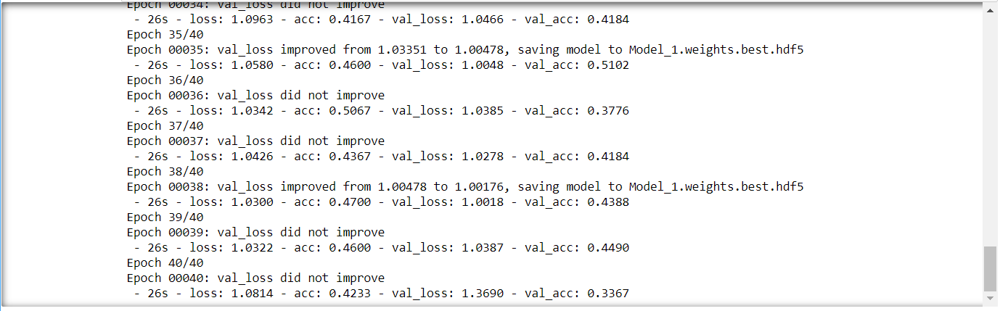 Epoch 00034: val_loss did not improve
- 26s - loss: 1.0963 - acc: 0.4167 - val_loss: 1.0466 - val_acc: 0.4184
Epoch 35/40
Epoch 00035: val_loss improved from 1.03351 to 1.00478, saving model to Model_1.weights.best.hdf5
- 26s - loss: 1.0580 - acc: 0.4600 - val_loss: 1.0048 - val_acc: 0.5102
Epoch 36/40
Epoch 00036: val_loss did not improve
- 26s - loss: 1.0342 - acc: 0.5067 - val_loss: 1.0385 - val_acc: 0.3776
Epoch 37/40
Epoch 00037: val_loss did not improve
- 26s - loss: 1.0426 - acc: 0.4367 - val_loss: 1.0278 - val_acc: 0.4184
Epoch 38/40
Epoch 00038: val_loss improved from 1.00478 to 1.00176, saving model to Model_1.weights.best.hdf5
- 26s - loss: 1.0300 - acc: 0.4700 - val_loss: 1.0018 - val_acc: 0.4388
Epoch 39/40
Epoch 00039: val_loss did not improve
- 26s - loss: 1.0322 - acc: 0.4600 - val_loss: 1.0387 - val_acc: 0.4490
Epoch 40/40
Epoch 00040: val_loss did not improve
- 26s - loss: 1.0814 - acc: 0.4233 - val_loss: 1.3690 - val_acc: 0.3367